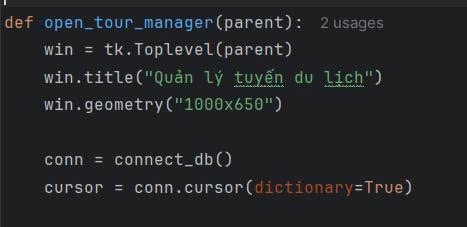 def open_tour_manager(parent): 2 usages
    win = tk.Toplevel(parent)
    win.title("Quản lý tuyến du lịch")
    win.geometry("1000x650")

    conn = connect_db()
    cursor = conn.cursor(dictionary=True)